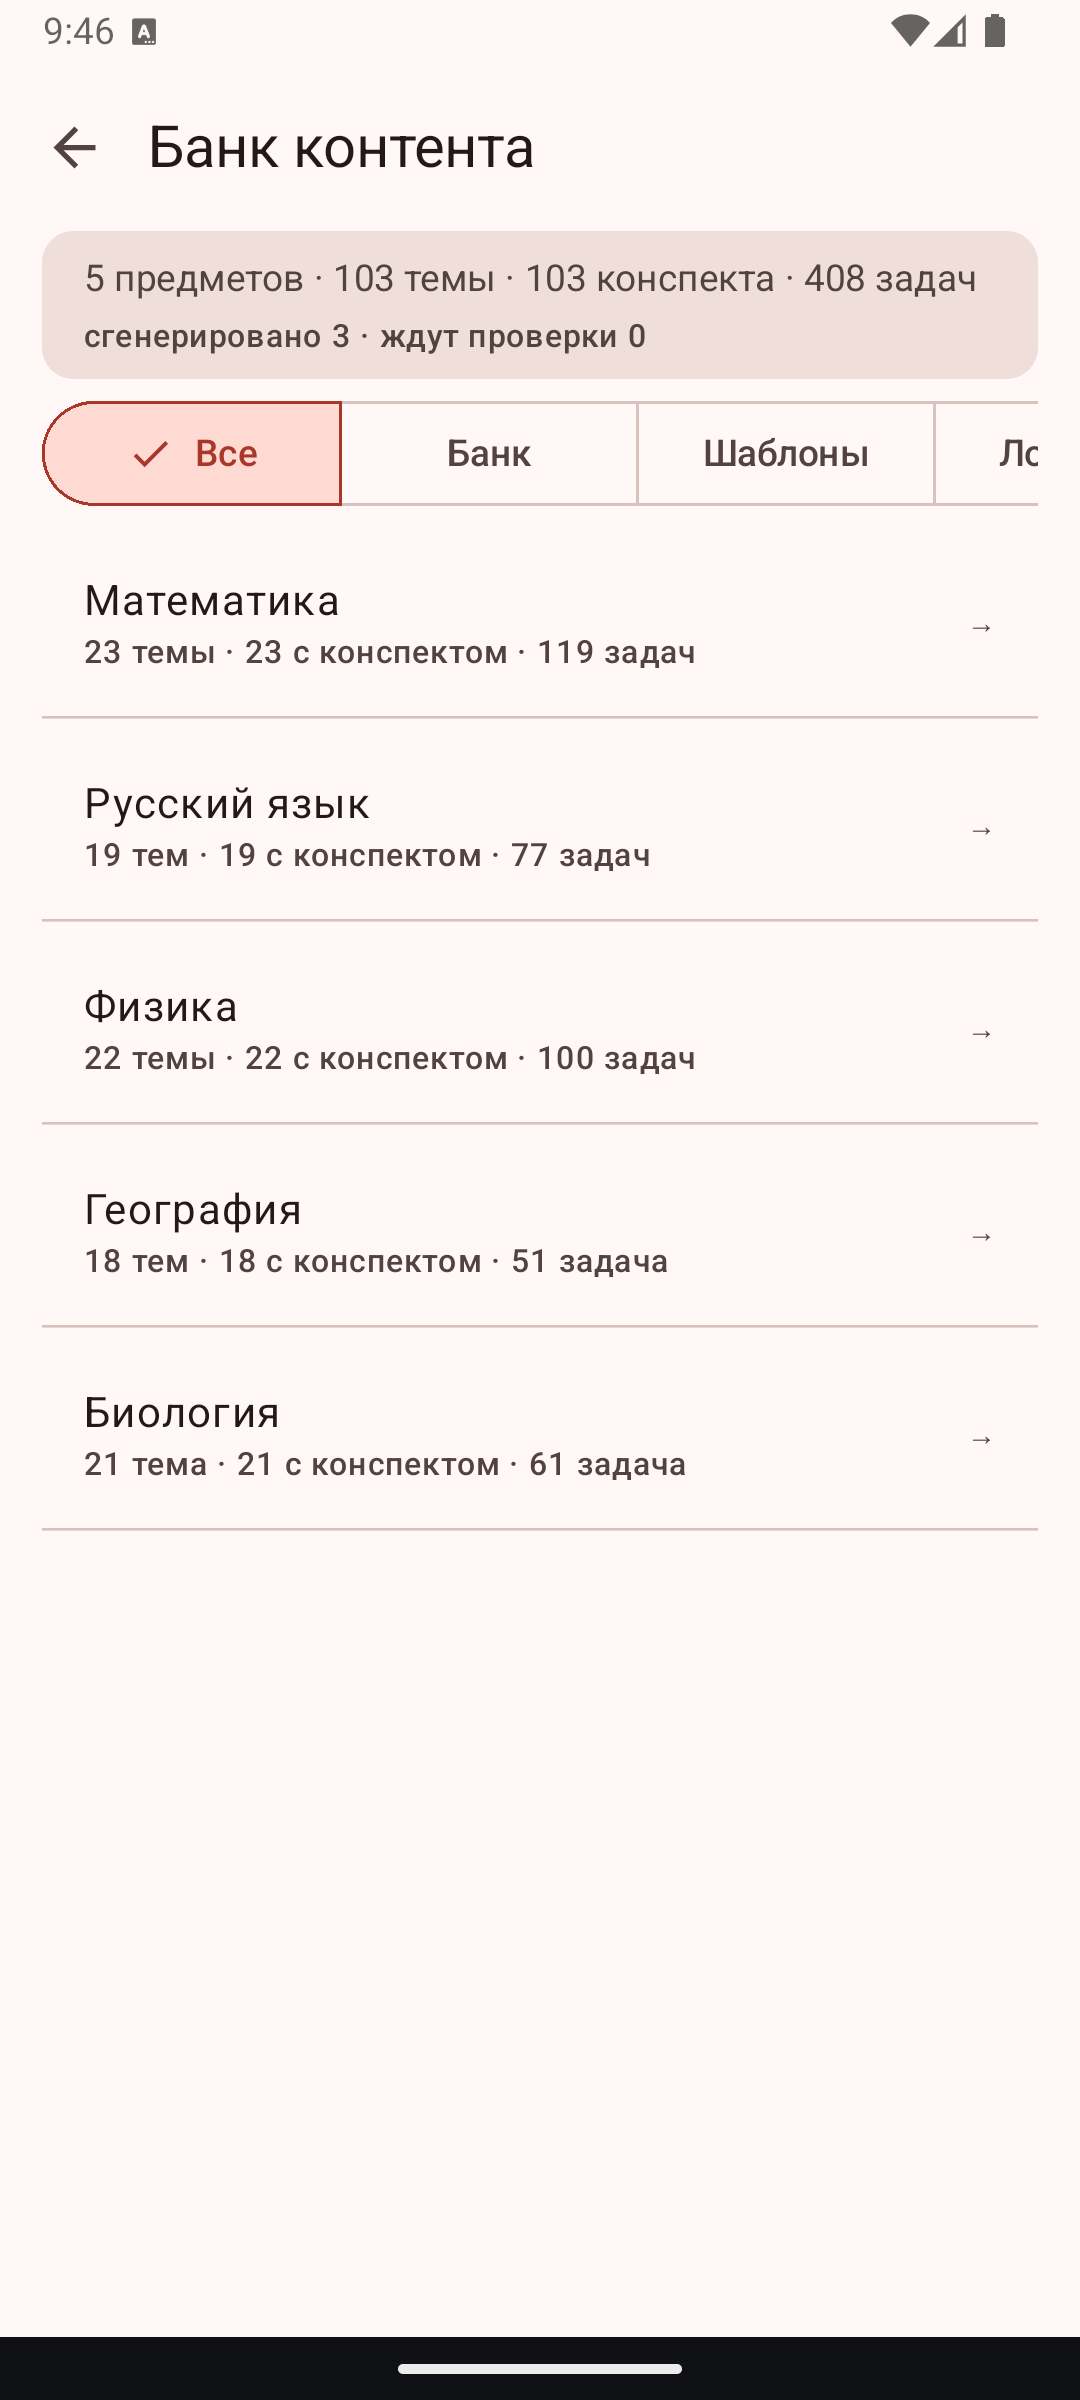 9:46
Банк контента
5 предметов · 103 темы · 103 конспекта · 408 задач
сгенерировано 3 · ждут проверки 0
Все Банк Шаблоны Ло
Математика
23 темы · 23 с конспектом · 119 задач
→
Русский язык
19 тем · 19 с конспектом · 77 задач
→
Физика
22 темы · 22 с конспектом · 100 задач
→
География
18 тем · 18 с конспектом · 51 задача
→
Биология
21 тема · 21 с конспектом · 61 задача
→